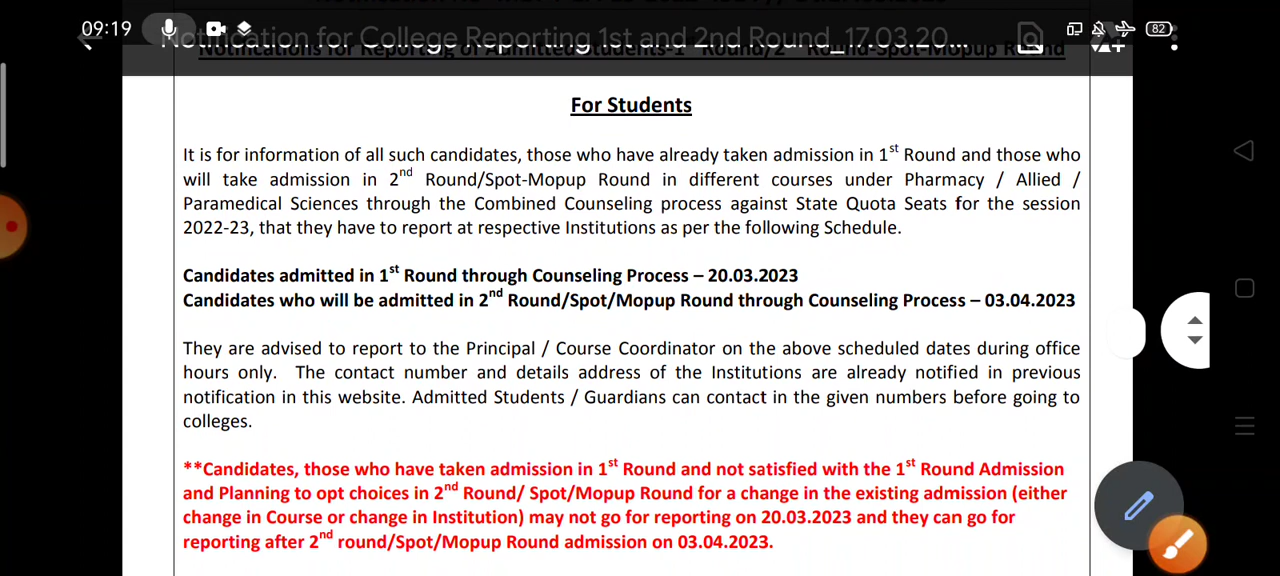 09:19
82
Notification for College Reporting 1st and 2nd Round_17.03.20...
For Students
It is for information of all such candidates, those who have already taken admission in 1st Round and those who
will take admission in 2nd Round/Spot-Mopup Round in different courses under Pharmacy / Allied /
Paramedical Sciences through the Combined Counseling process against State Quota Seats for the session
2022-23, that they have to report at respective Institutions as per the following Schedule.
Candidates admitted in 1st Round through Counseling Process – 20.03.2023
Candidates who will be admitted in 2nd Round/Spot/Mopup Round through Counseling Process – 03.04.2023
They are advised to report to the Principal / Course Coordinator on the above scheduled dates during office
hours only. The contact number and details address of the Institutions are already notified in previous
notification in this website. Admitted Students / Guardians can contact in the given numbers before going to
colleges.
**Candidates, those who have taken admission in 1st Round and not satisfied with the 1st Round Admission
and Planning to opt choices in 2nd Round/ Spot/Mopup Round for a change in the existing admission (either
change in Course or change in Institution) may not go for reporting on 20.03.2023 and they can go for
reporting after 2nd round/Spot/Mopup Round admission on 03.04.2023.